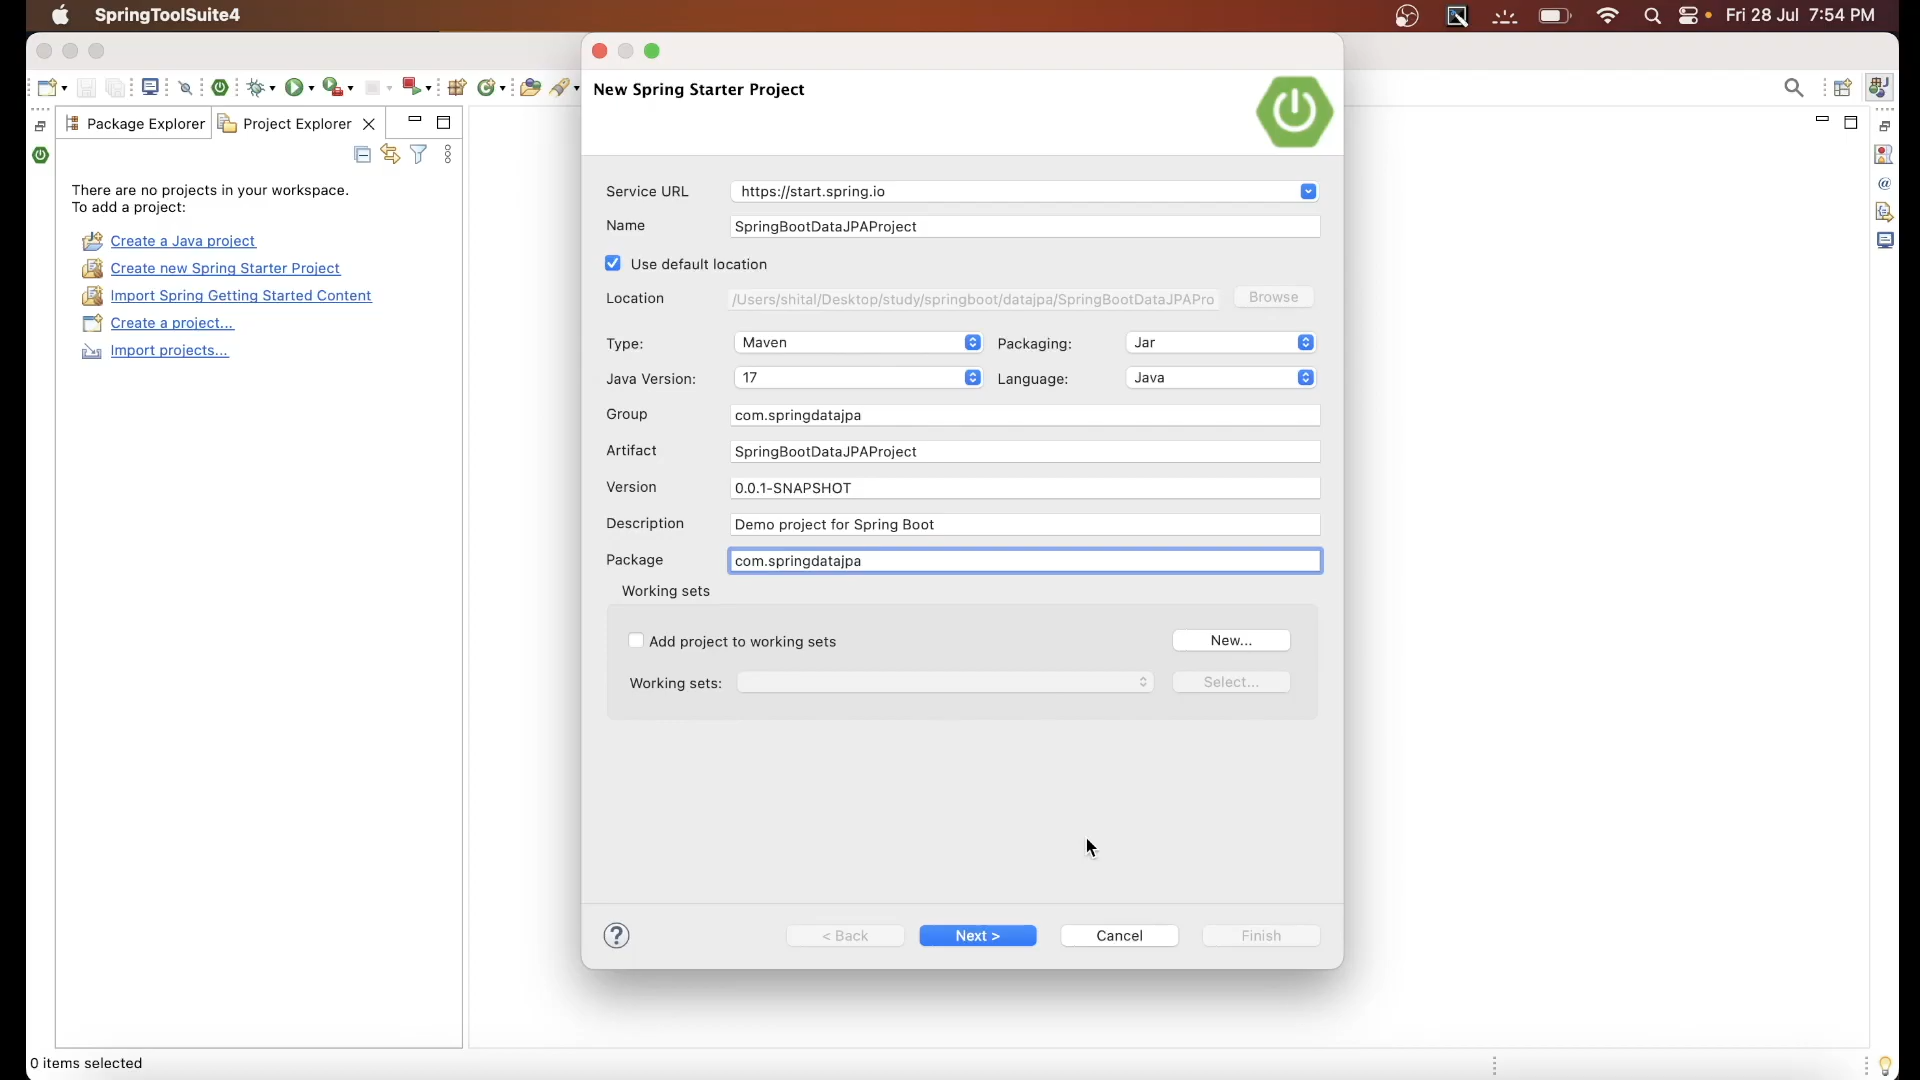 SpringToolSuite4
Fri 28 Jul 7:54 PM
Package Explorer
Project Explorer
There are no projects in your workspace.
To add a project:
Create a Java project
Create new Spring Starter Project
Import Spring Getting Started Content
Create a project...
Import projects...
New Spring Starter Project
Service URL https://start.spring.io
Name SpringBootDataJPAProject
Use default location
Location /Users/shital/Desktop/study/springboot/datajpa/SpringBootDataJPAPro Browse
Type: Maven Packaging: Jar
Java Version: 17 Language: Java
Group com.springdatajpa
Artifact SpringBootDataJPAProject
Version 0.0.1-SNAPSHOT
Description Demo project for Spring Boot
Package com.springdatajpa
Working sets
Add project to working sets New...
Working sets: Select...
? < Back Next > Cancel Finish
0 items selected